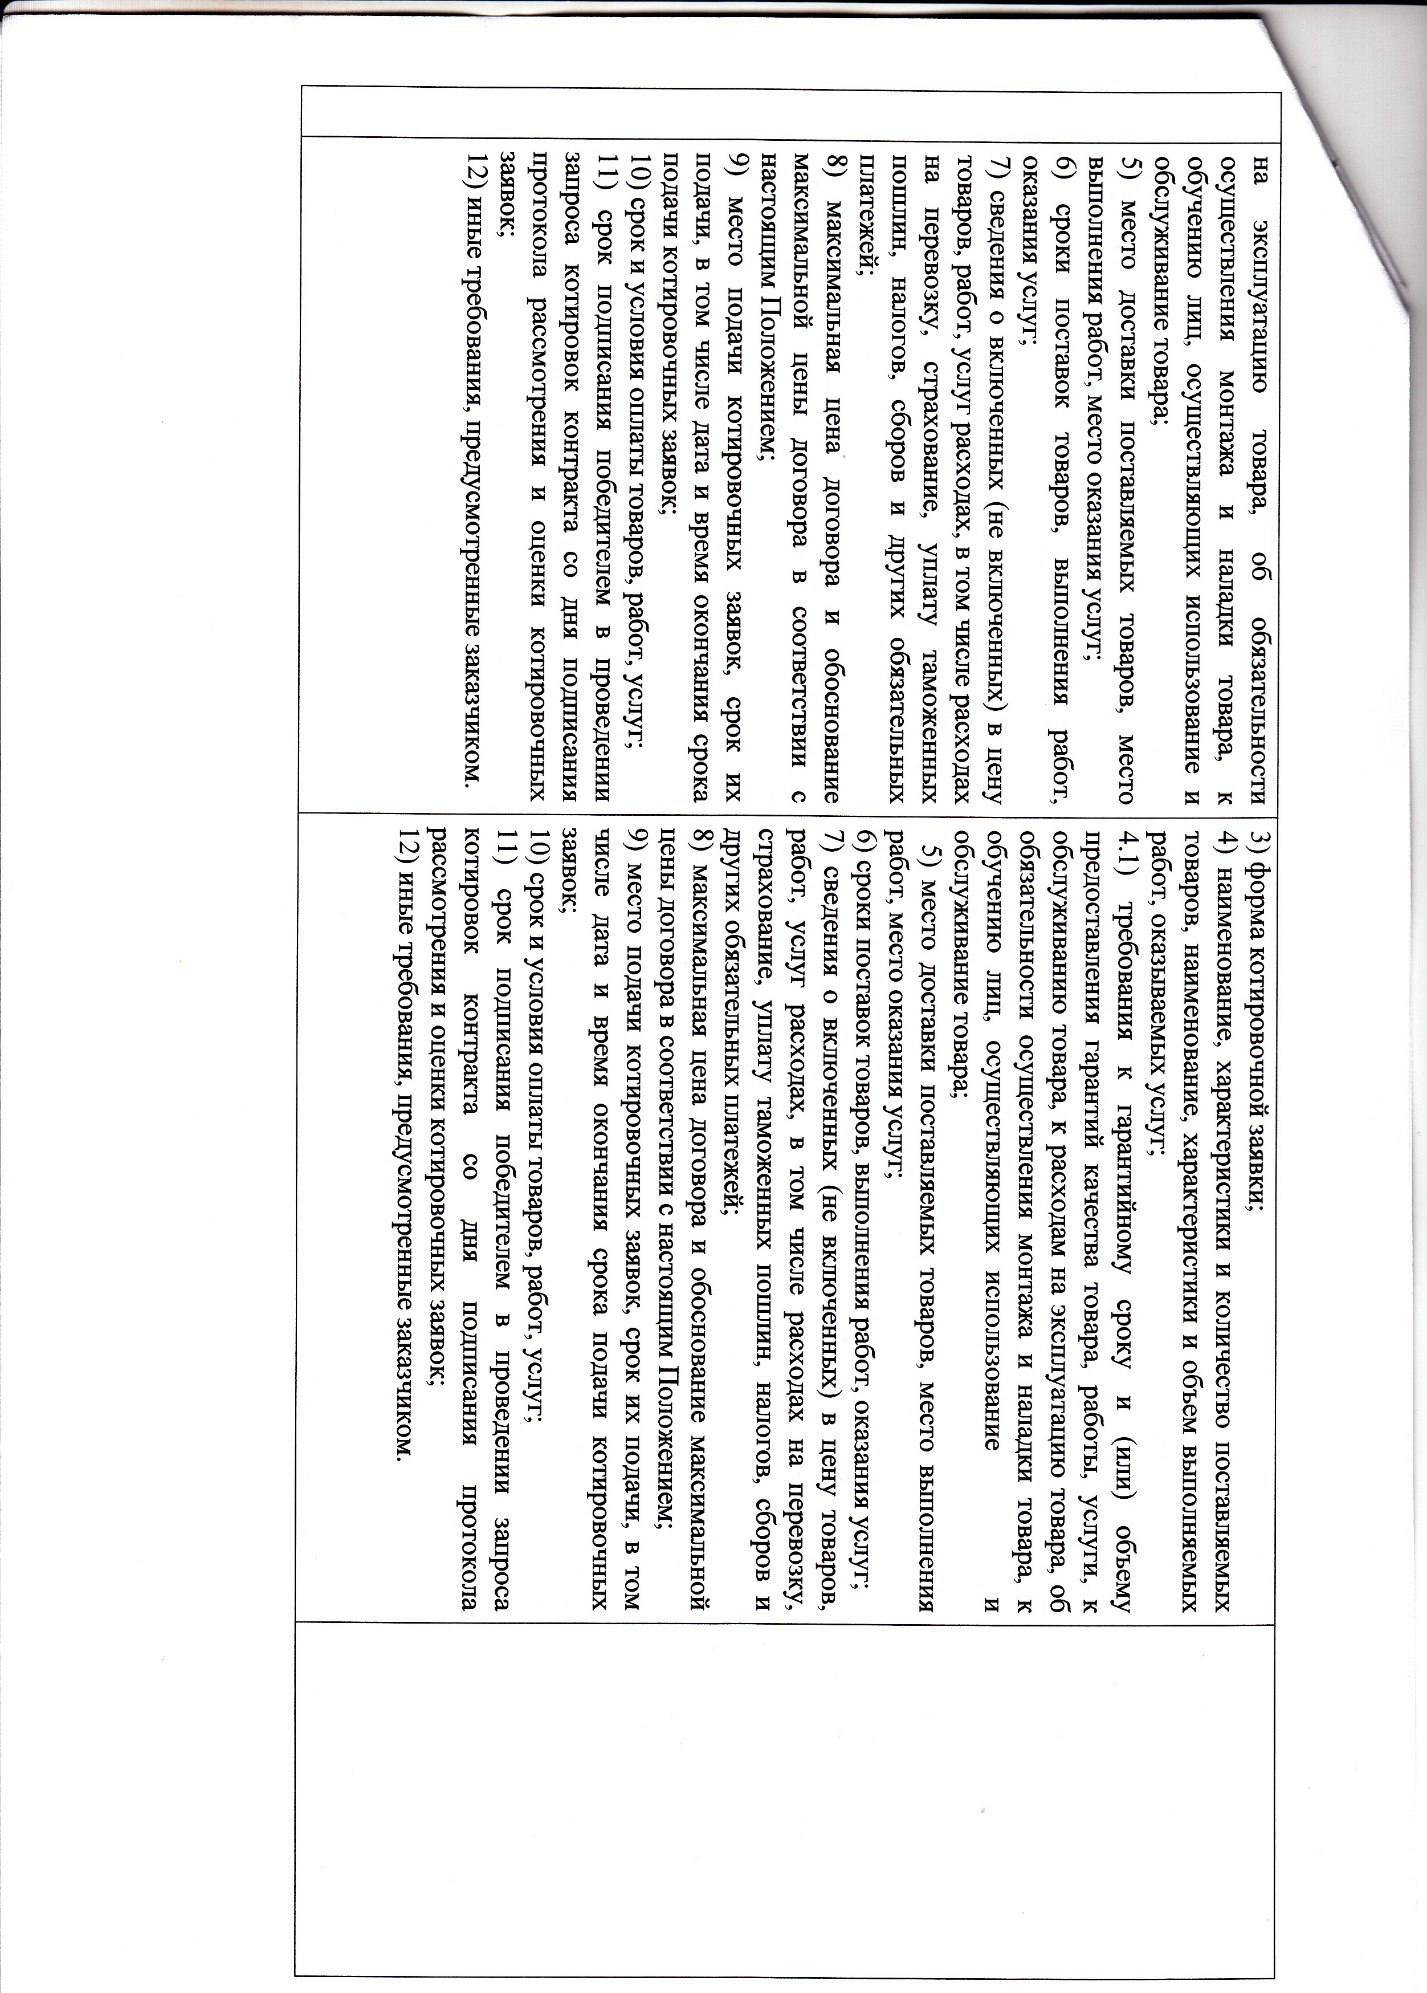 на эксплуатацию товара, об обязательности
осуществления монтажа и наладки товара, к
обучению лиц, осуществляющих использование и
обслуживание товара;
5) место доставки поставляемых товаров, место
выполнения работ, место оказания услуг;
6) сроки поставок товаров, выполнения работ,
оказания услуг;
7) сведения о включенных (не включенных) в цену
товаров, работ, услуг расходах, в том числе расходах
на перевозку, страхование, уплату таможенных
пошлин, налогов, сборов и других обязательных
платежей;
8) максимальная цена договора и обоснование
максимальной цены договора в соответствии с
настоящим Положением;
9) место подачи котировочных заявок, срок их
подачи, в том числе дата и время окончания срока
подачи котировочных заявок;
10) срок и условия оплаты товаров, работ, услуг;
11) срок подписания победителем в проведении
запроса котировок контракта со дня подписания
протокола рассмотрения и оценки котировочных
заявок;
12) иные требования, предусмотренные заказчиком.
3) форма котировочной заявки;
4) наименование, характеристики и количество поставляемых
товаров, наименование, характеристики и объем выполняемых
работ, оказываемых услуг;
4.1) требования к гарантийному сроку и (или) объему
предоставления гарантий качества товара, работы, услуги, к
обслуживанию товара, к расходам на эксплуатацию товара, об
обязательности осуществления монтажа и наладки товара, к
обучению лиц, осуществляющих использование и
обслуживание товара;
5) место доставки поставляемых товаров, место выполнения
работ, место оказания услуг;
6) сроки поставок товаров, выполнения работ, оказания услуг;
7) сведения о включенных (не включенных) в цену товаров,
работ, услуг расходах, в том числе расходах на перевозку,
страхование, уплату таможенных пошлин, налогов, сборов и
других обязательных платежей;
8) максимальная цена договора и обоснование максимальной
цены договора в соответствии с настоящим Положением;
9) место подачи котировочных заявок, срок их подачи, в том
числе дата и время окончания срока подачи котировочных
заявок;
10) срок и условия оплаты товаров, работ, услуг;
11) срок подписания победителем в проведении запроса
котировок контракта со дня подписания протокола
рассмотрения и оценки котировочных заявок;
12) иные требования, предусмотренные заказчиком.